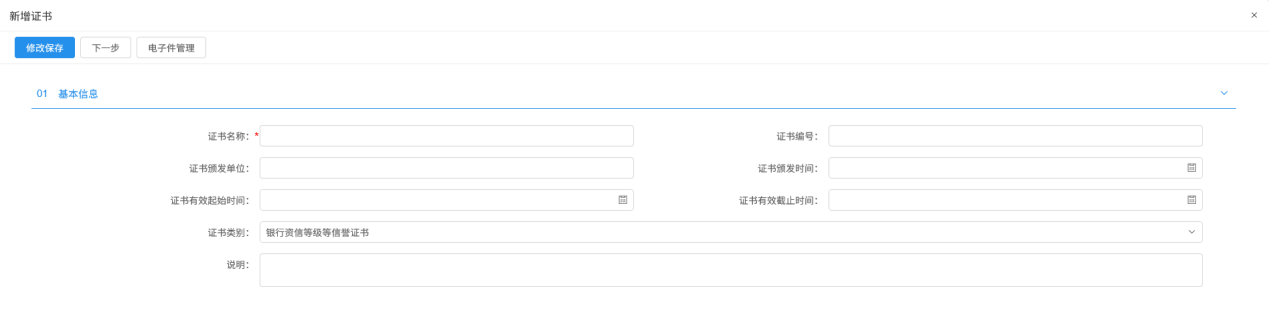 新增证书
修改保存 下一步 电子件管理
01 基本信息
证书名称：* 证书编号：
证书颁发单位： 证书颁发时间：
证书有效起始时间： 证书有效截止时间：
证书类别： 银行资信等级等信誉证书
说明：